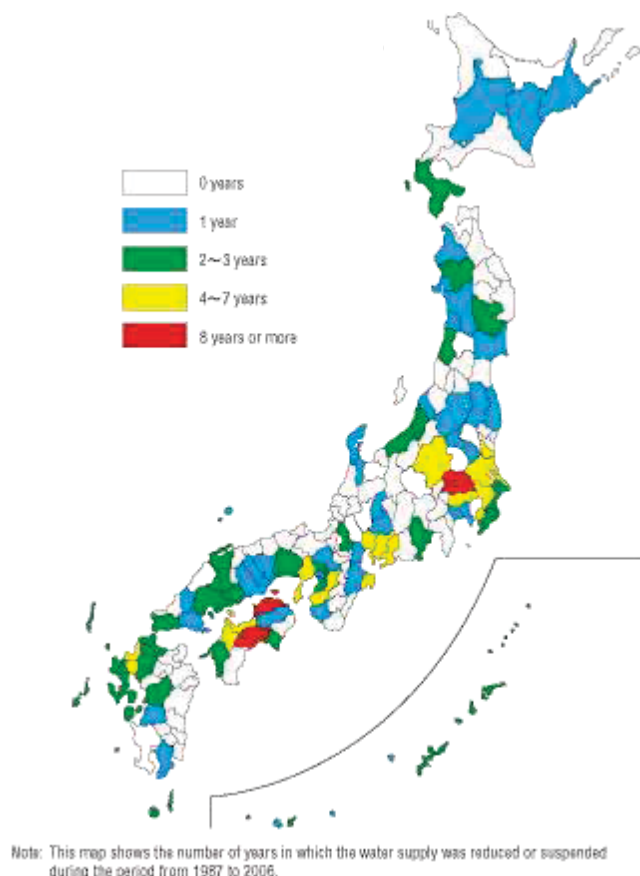 0 years
1 year
2～3 years
4～7 years
8 years or more
Note: This map shows the number of years in which the water supply was reduced or suspended
during the period from 1987 to 2006.